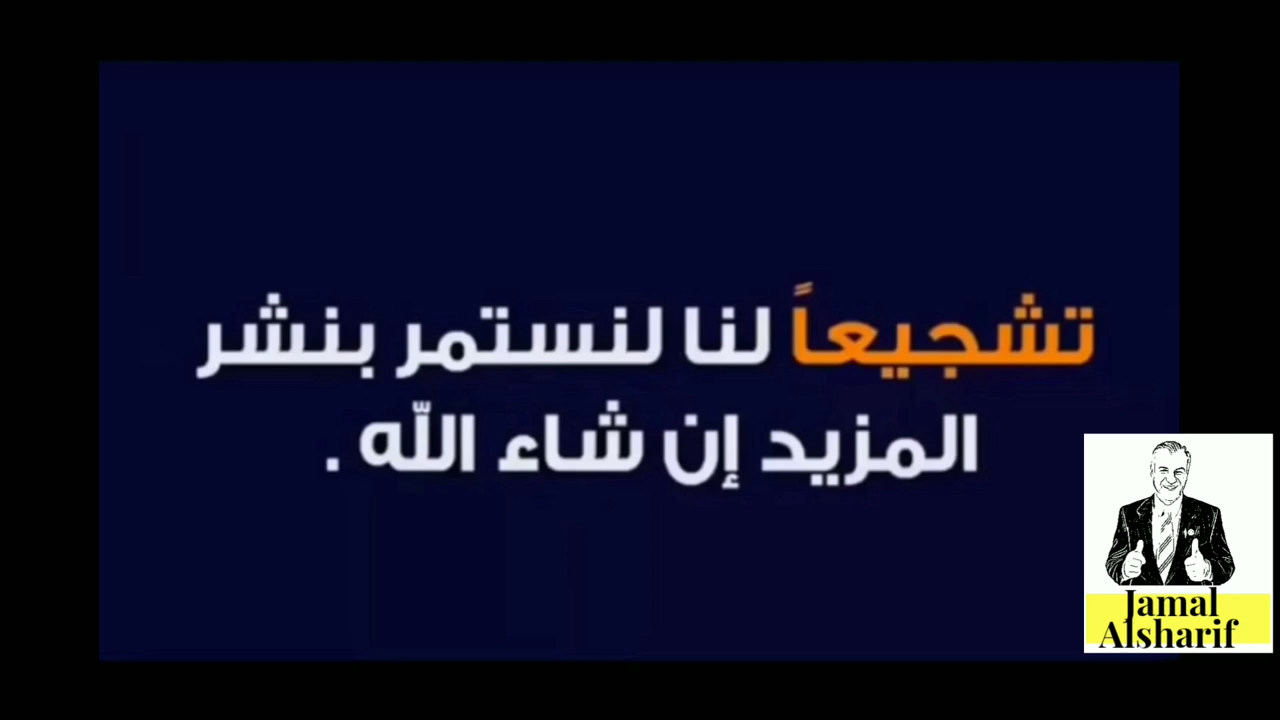 تشجيعاً لنا لنستمر بنشر
المزيد إن شاء الله .
Jamal
Alsharif